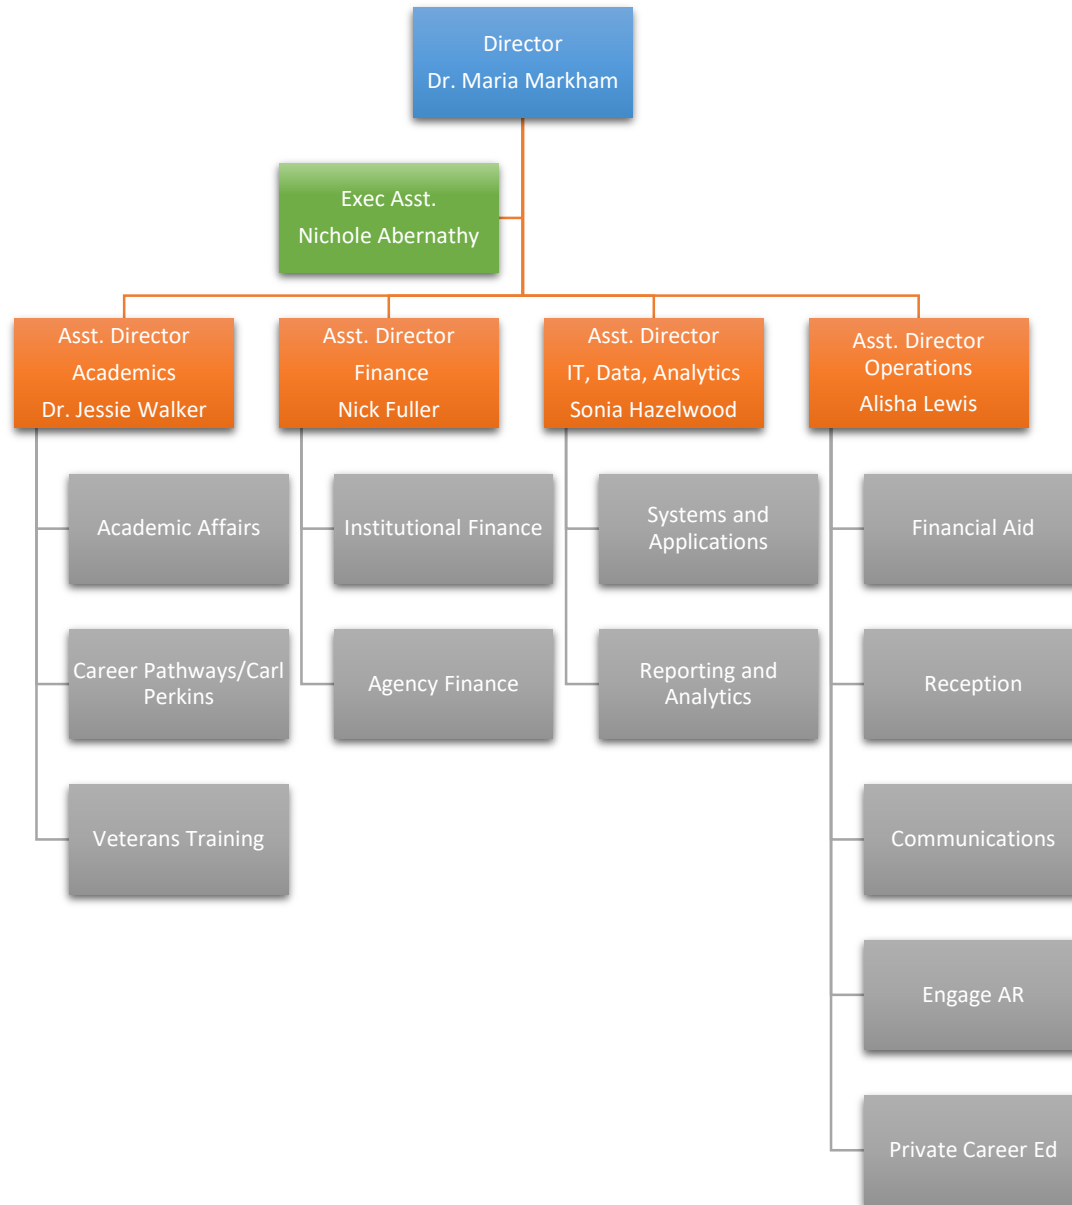 Director
Dr. Maria Markham
Exec Asst.
Nichole Abernathy
Asst. Director
Academics
Dr. Jessie Walker
Asst. Director
Finance
Nick Fuller
Asst. Director
IT, Data, Analytics
Sonia Hazelwood
Asst. Director
Operations
Alisha Lewis
Academic Affairs
Career Pathways/Carl
Perkins
Veterans Training
Institutional Finance
Agency Finance
Systems and
Applications
Reporting and
Analytics
Financial Aid
Reception
Communications
Engage AR
Private Career Ed